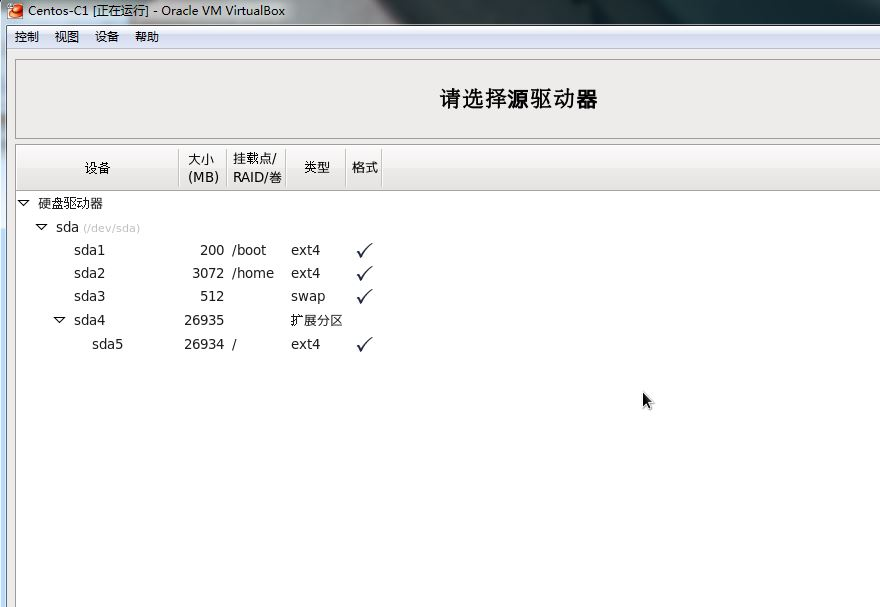 Centos-C1 [正在运行] - Oracle VM VirtualBox
控制 视图 设备 帮助
请选择源驱动器
设备 大小 (MB) 挂载点/ RAID/卷 类型 格式
硬盘驱动器
sda (/dev/sda)
sda1 200 /boot ext4 ✓
sda2 3072 /home ext4 ✓
sda3 512 swap ✓
sda4 26935 扩展分区
sda5 26934 / ext4 ✓